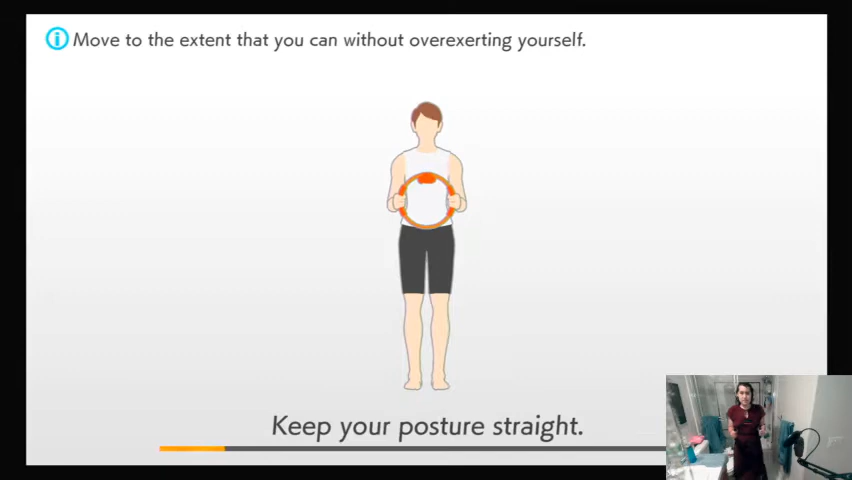 Move to the extent that you can without overexerting yourself.
Keep your posture straight.